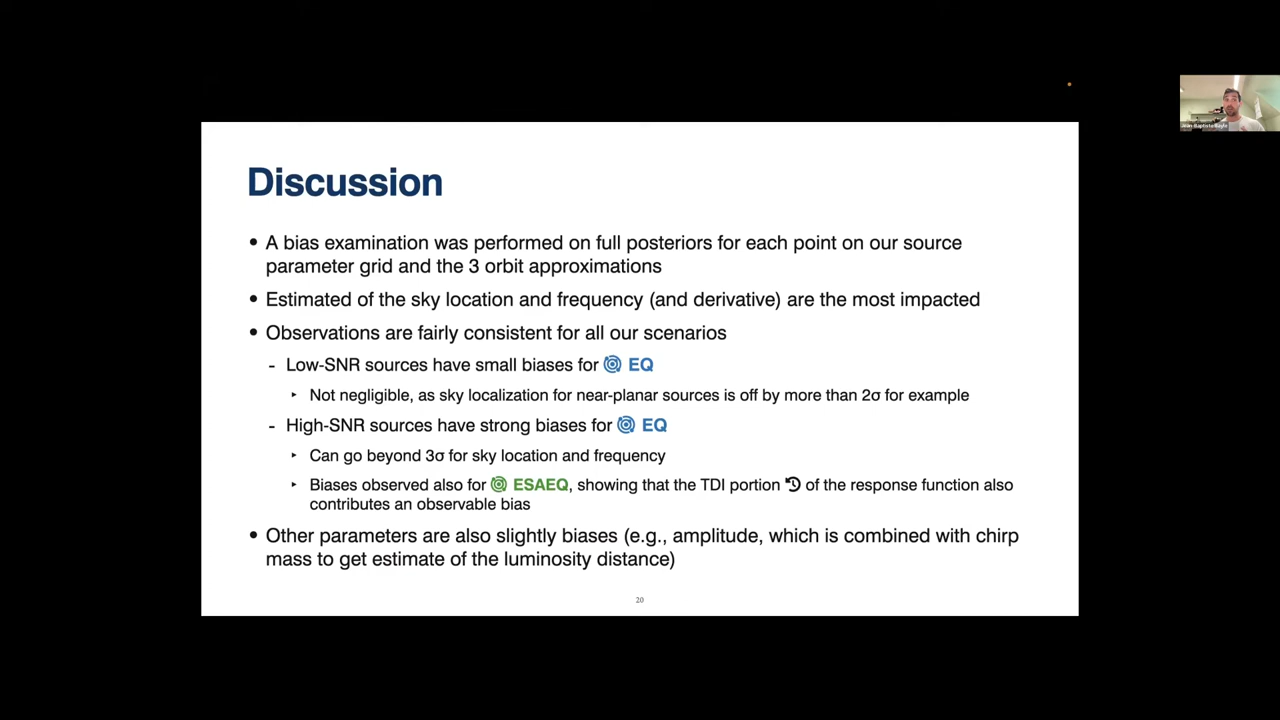 Discussion
• A bias examination was performed on full posteriors for each point on our source
parameter grid and the 3 orbit approximations
• Estimated of the sky location and frequency (and derivative) are the most impacted
• Observations are fairly consistent for all our scenarios
- Low-SNR sources have small biases for EQ
‣ Not negligible, as sky localization for near-planar sources is off by more than 2σ for example
- High-SNR sources have strong biases for EQ
‣ Can go beyond 3σ for sky location and frequency
‣ Biases observed also for ESAEQ, showing that the TDI portion of the response function also
contributes an observable bias
• Other parameters are also slightly biases (e.g., amplitude, which is combined with chirp
mass to get estimate of the luminosity distance)
20
Jean-Baptiste Bayle